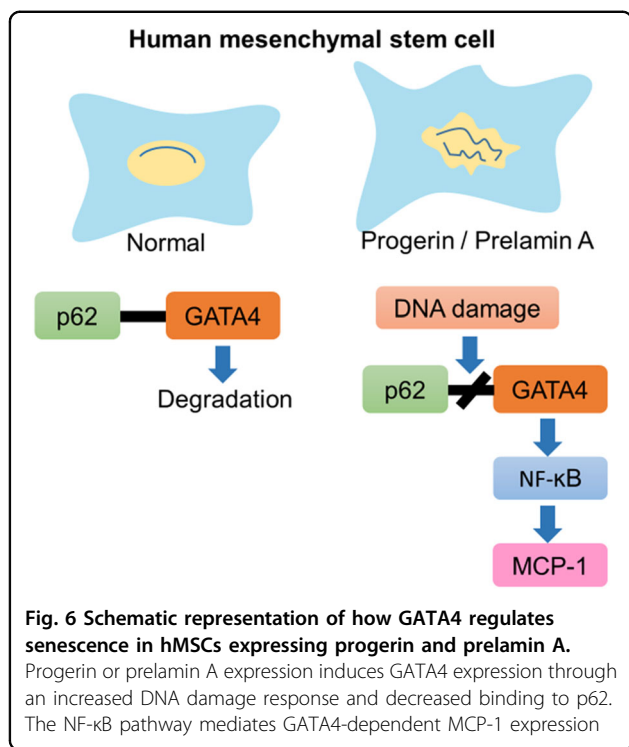 Human mesenchymal stem cell
Normal
Progerin / Prelamin A
p62
GATA4
Degradation
DNA damage
p62
GATA4
NF-κB
MCP-1
Fig. 6 Schematic representation of how GATA4 regulates
senescence in hMSCs expressing progerin and prelamin A.
Progerin or prelamin A expression induces GATA4 expression through
an increased DNA damage response and decreased binding to p62.
The NF-κB pathway mediates GATA4-dependent MCP-1 expression